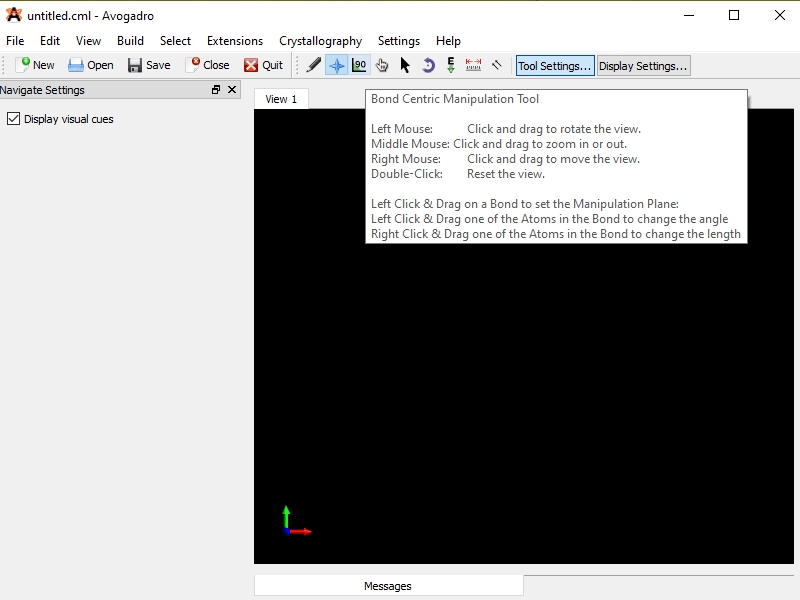 untitled.cml - Avogadro
File Edit View Build Select Extensions Crystallography Settings Help
New Open Save Close Quit 90 E Tool Settings... Display Settings...
Navigate Settings
View 1
Display visual cues
Bond Centric Manipulation Tool
Left Mouse: Click and drag to rotate the view.
Middle Mouse: Click and drag to zoom in or out.
Right Mouse: Click and drag to move the view.
Double-Click: Reset the view.
Left Click & Drag on a Bond to set the Manipulation Plane:
Left Click & Drag one of the Atoms in the Bond to change the angle
Right Click & Drag one of the Atoms in the Bond to change the length
Messages